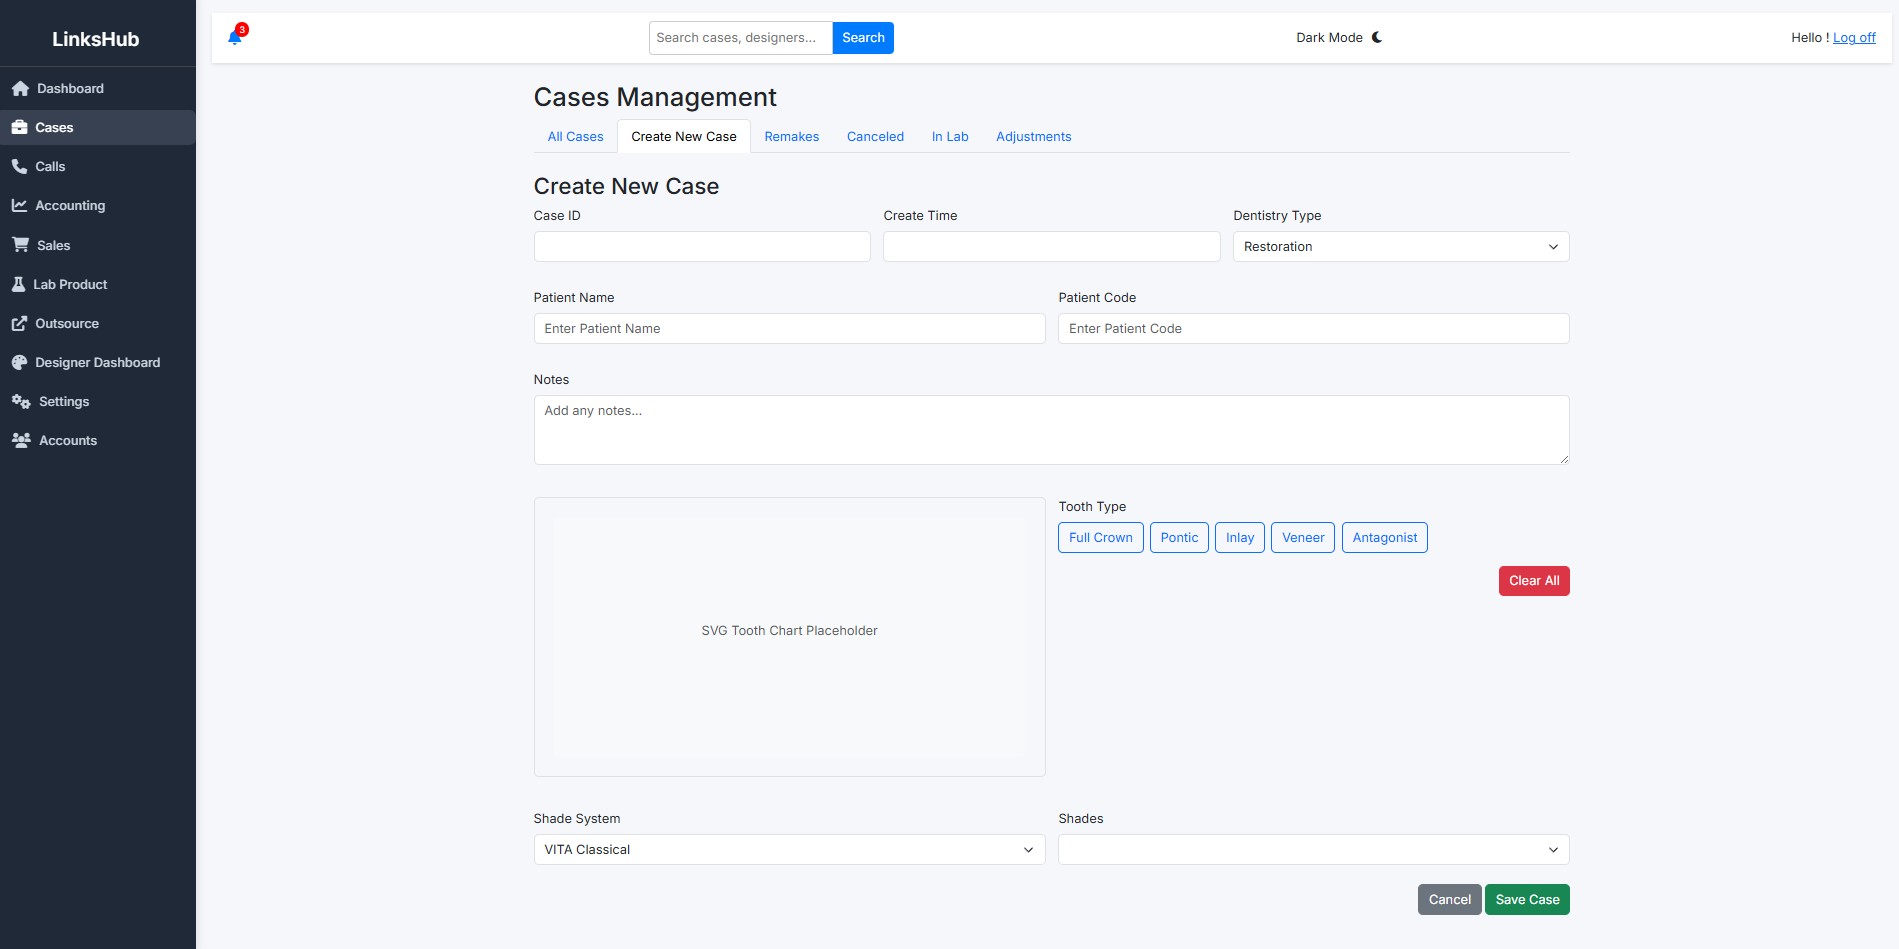 LinksHub
Dashboard
Cases
Calls
Accounting
Sales
Lab Product
Outsource
Designer Dashboard
Settings
Accounts
3
Search cases, designers...
Search
Dark Mode
Hello ! Log off
Cases Management
All Cases
Create New Case
Remakes
Canceled
In Lab
Adjustments
Create New Case
Case ID
Create Time
Dentistry Type
Restoration
Patient Name
Patient Code
Enter Patient Name
Enter Patient Code
Notes
Add any notes...
SVG Tooth Chart Placeholder
Tooth Type
Full Crown
Pontic
Inlay
Veneer
Antagonist
Clear All
Shade System
Shades
VITA Classical
Cancel
Save Case